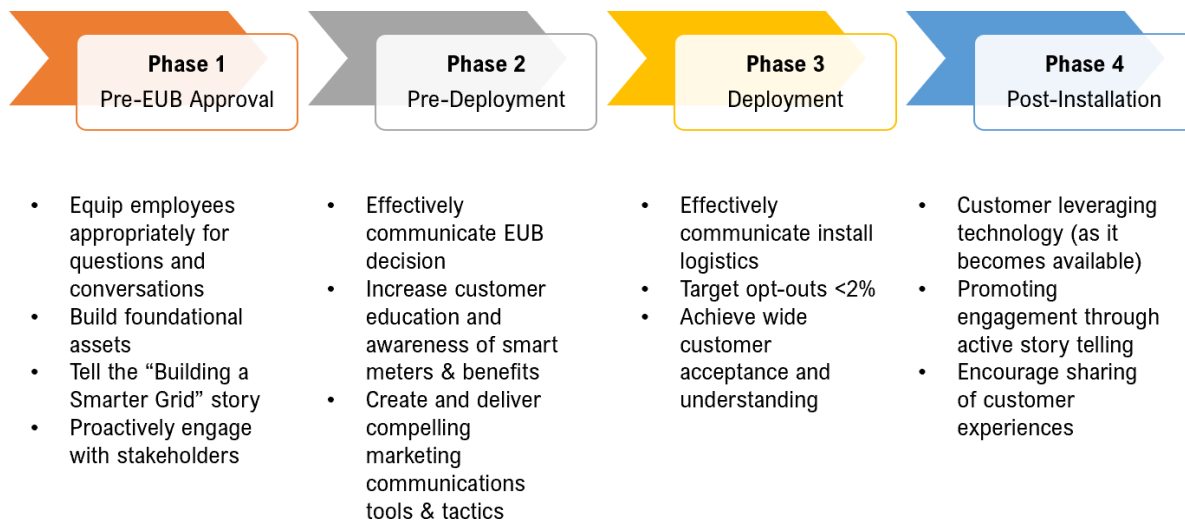 Phase 1
Pre-EUB Approval
Phase 2
Pre-Deployment
Phase 3
Deployment
Phase 4
Post-Installation
• Equip employees
appropriately for
questions and
conversations
• Build foundational
assets
• Tell the “Building a
Smarter Grid” story
• Proactively engage
with stakeholders
• Effectively
communicate EUB
decision
• Increase customer
education and
awareness of smart
meters & benefits
• Create and deliver
compelling
marketing
communications
tools & tactics
• Effectively
communicate install
logistics
• Target opt-outs <2%
• Achieve wide
customer
acceptance and
understanding
• Customer leveraging
technology (as it
becomes available)
• Promoting
engagement through
active story telling
• Encourage sharing
of customer
experiences